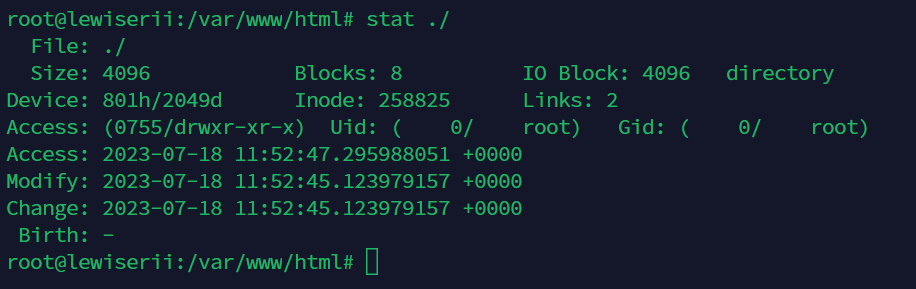 root@lewiserii:/var/www/html# stat ./
  File: ./
  Size: 4096            Blocks: 8          IO Block: 4096   directory
Device: 801h/2049d      Inode: 258825      Links: 2
Access: (0755/drwxr-xr-x)  Uid: (    0/    root)   Gid: (    0/    root)
Access: 2023-07-18 11:52:47.295988051 +0000
Modify: 2023-07-18 11:52:45.123979157 +0000
Change: 2023-07-18 11:52:45.123979157 +0000
 Birth: -
root@lewiserii:/var/www/html#